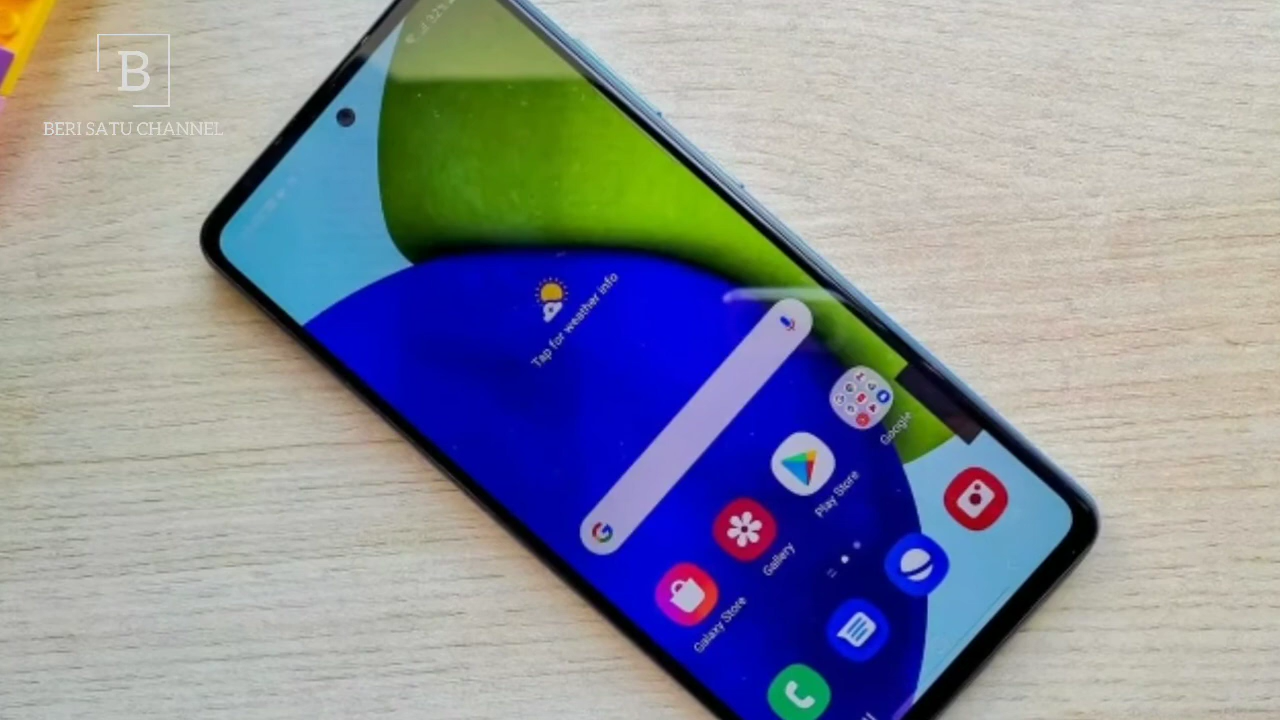 B
BERI SATU CHANNEL
Tap for weather info
Google
Play Store
Gallery
Galaxy Store